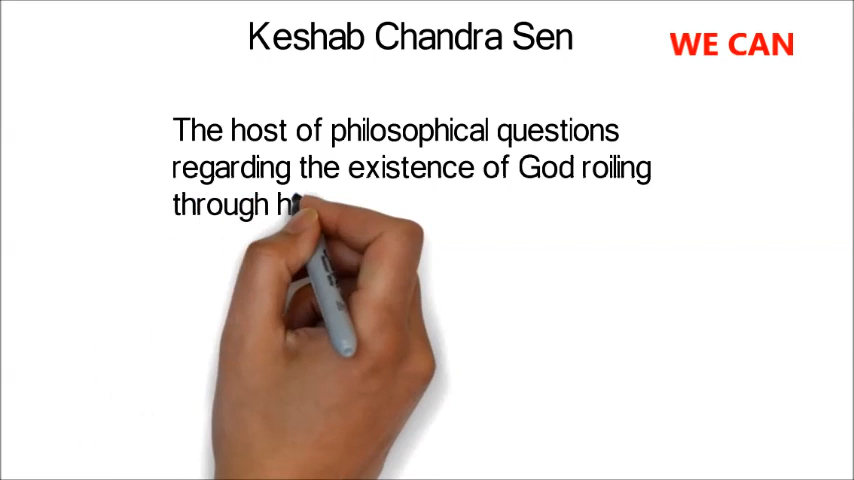 Keshab Chandra Sen
WE CAN
The host of philosophical questions
regarding the existence of God roiling
through h